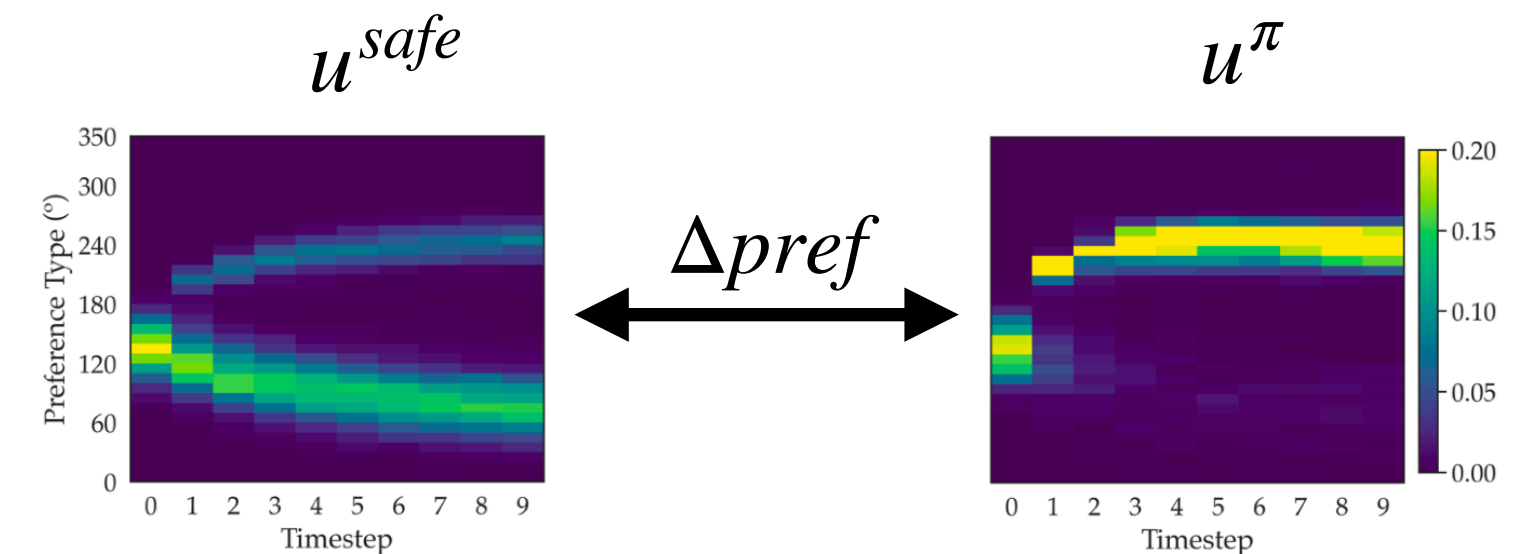 u^{safe}
u^{π}
350
300
240
180
120
60
0
Preference Type (°)
0 1 2 3 4 5 6 7 8 9
Timestep
Δpref
0 1 2 3 4 5 6 7 8 9
Timestep
0.20
0.15
0.10
0.05
0.00